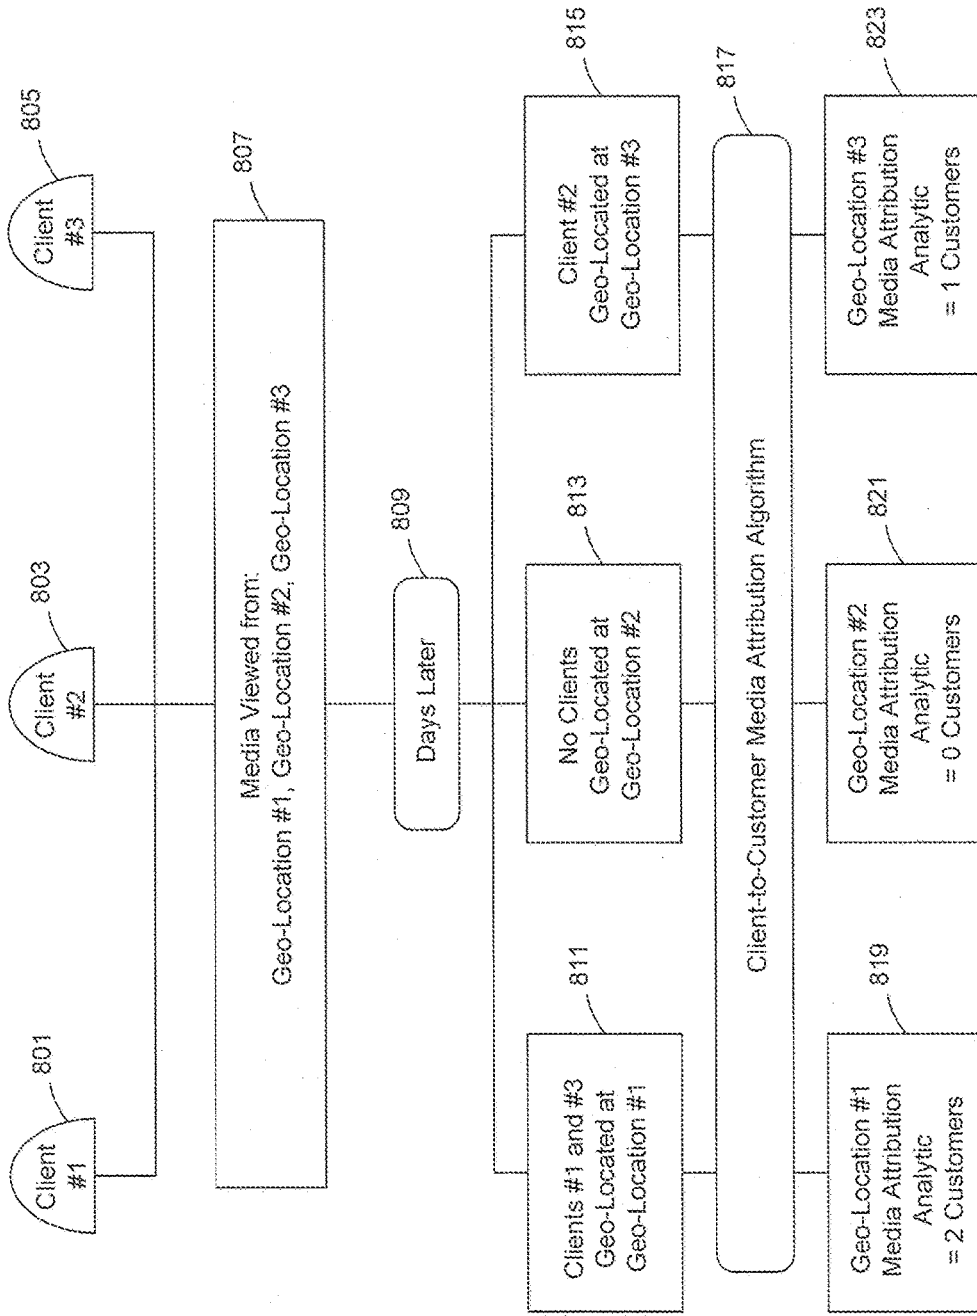 801
Client
#1
803
Client
#2
805
Client
#3
807
Media Viewed from:
Geo-Location #1, Geo-Location #2, Geo-Location #3
809
Days Later
811
Clients #1 and #3
Geo-Located at
Geo-Location #1
813
No Clients
Geo-Located at
Geo-Location #2
815
Client #2
Geo-Located at
Geo-Location #3
817
Client-to-Customer Media Attribution Algorithm
819
Geo-Location #1
Media Attribution
Analytic
= 2 Customers
821
Geo-Location #2
Media Attribution
Analytic
= 0 Customers
823
Geo-Location #3
Media Attribution
Analytic
= 1 Customers